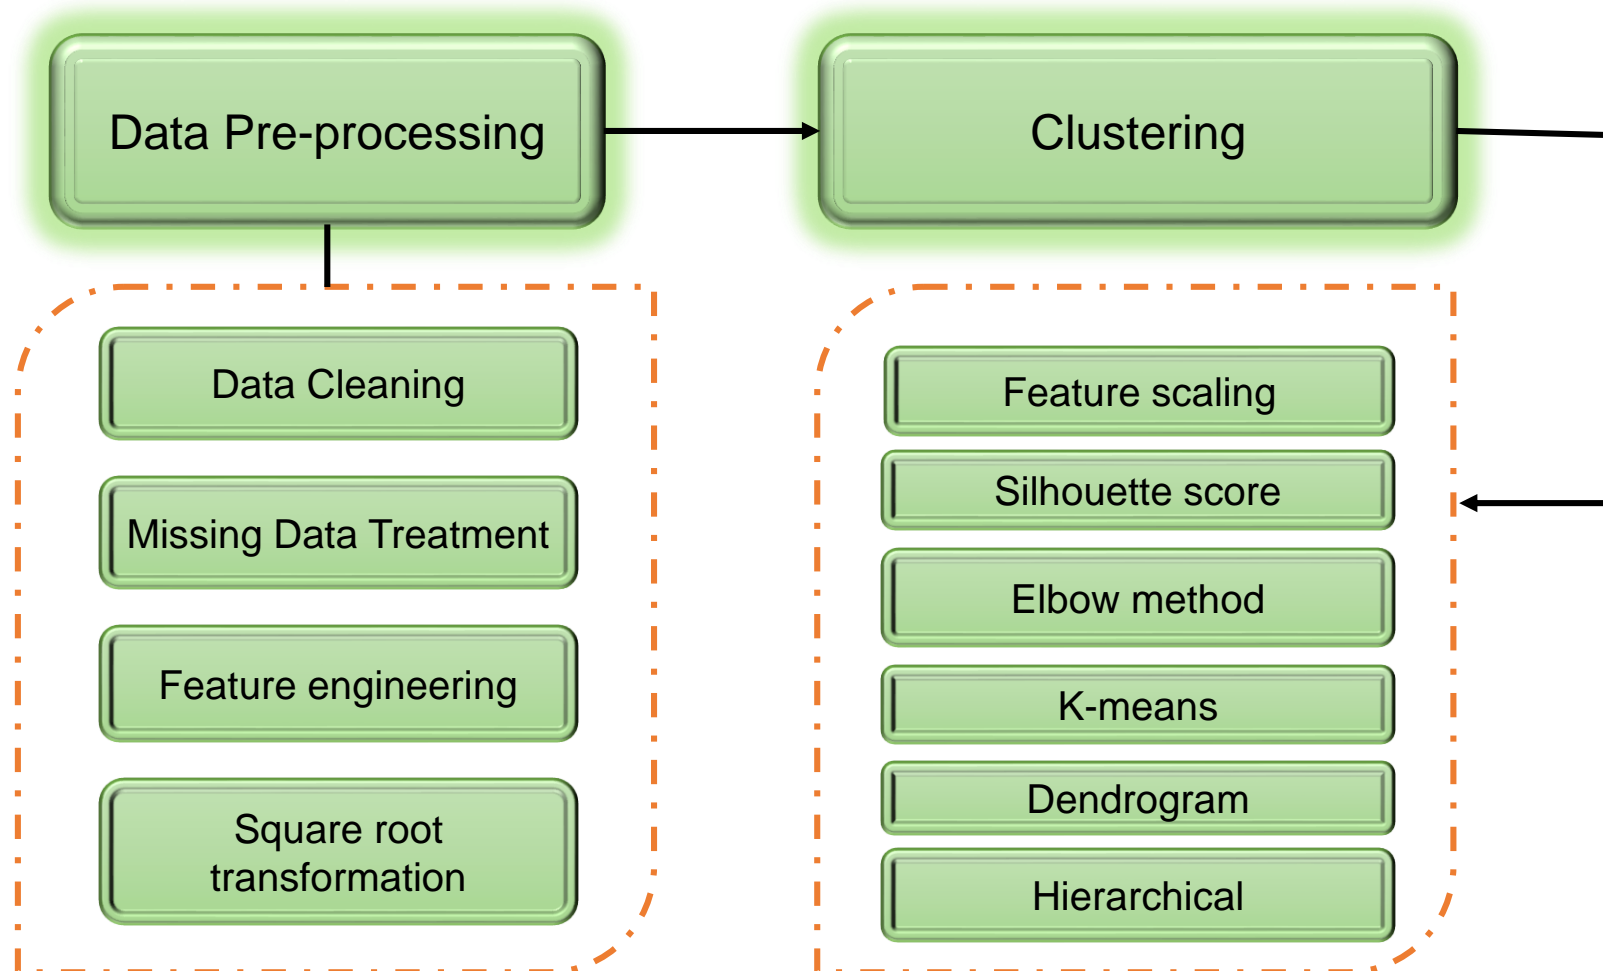 Data Pre-processing
Clustering
Data Cleaning
Missing Data Treatment
Feature engineering
Square root
transformation
Feature scaling
Silhouette score
Elbow method
K-means
Dendrogram
Hierarchical